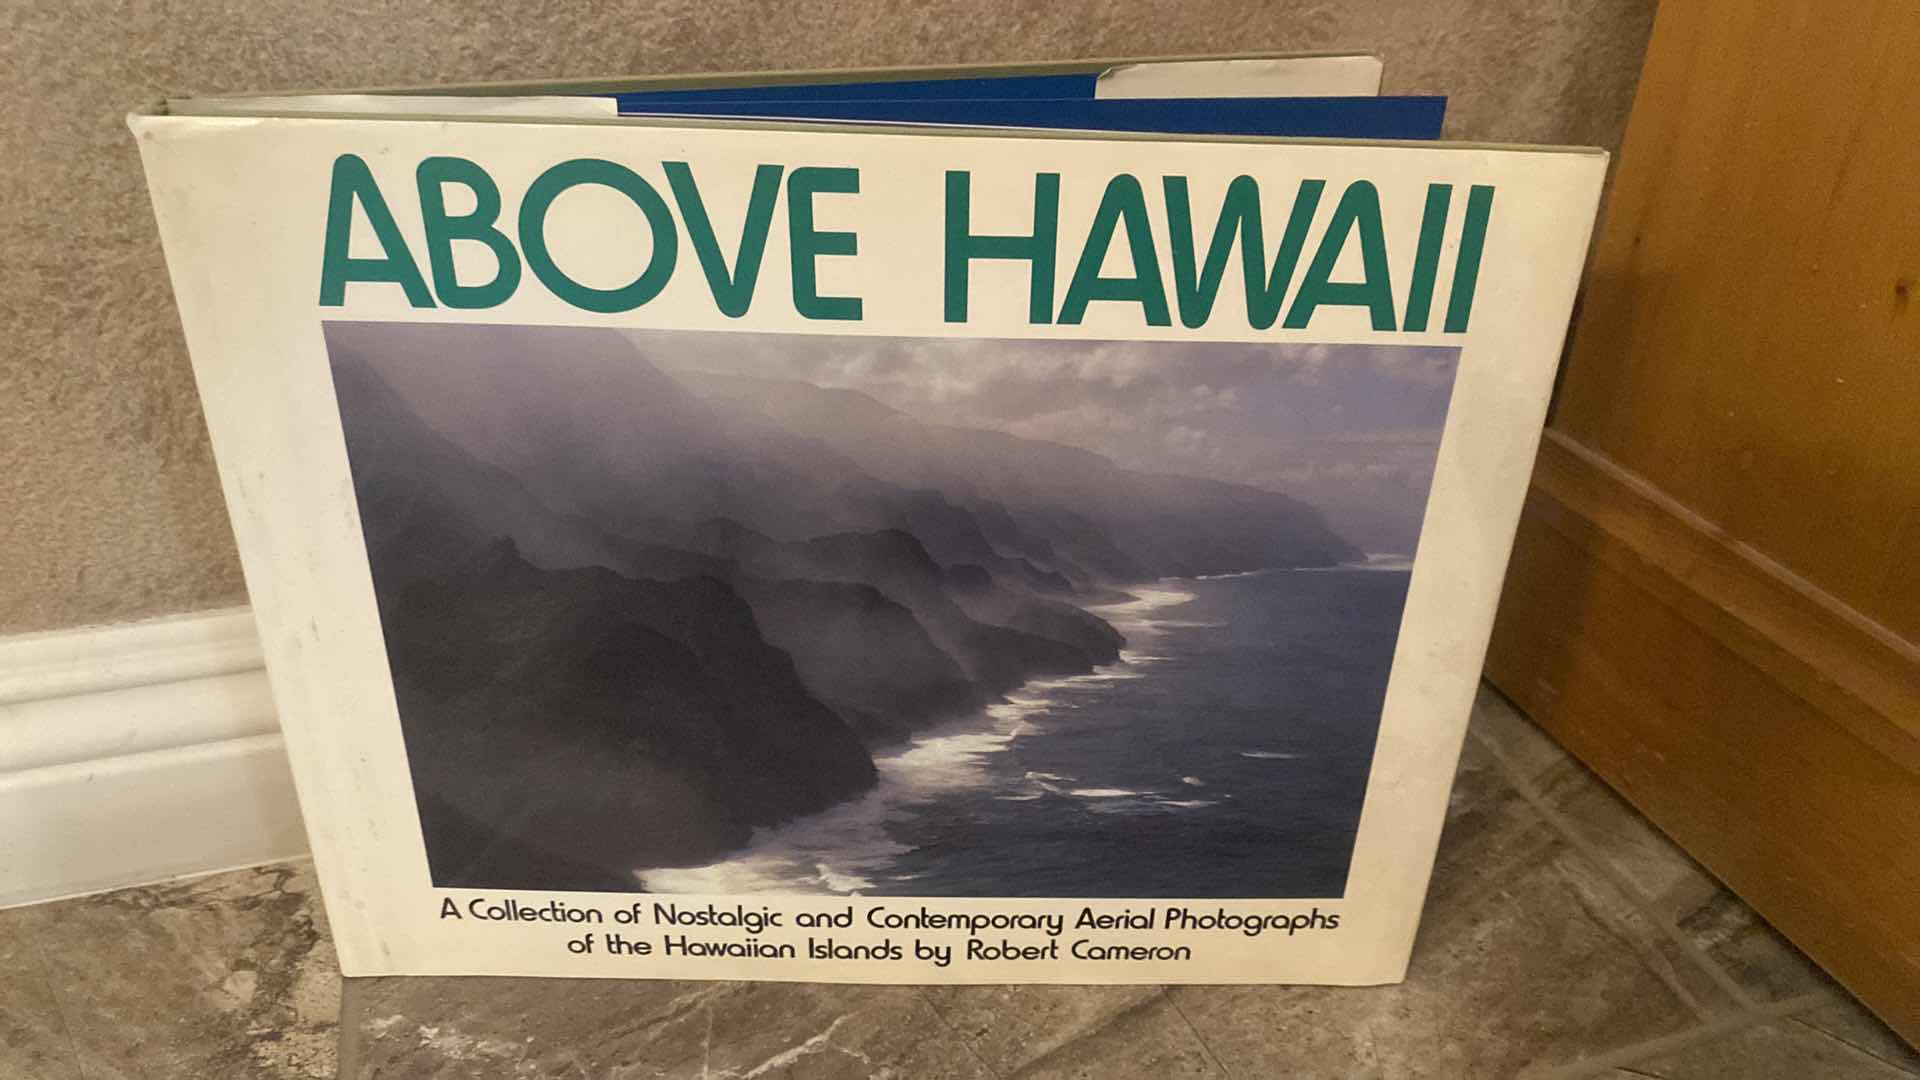 ABOVE HAWAII
A Collection of Nostalgic and Contemporary Aerial Photographs
of the Hawaiian Islands by Robert Cameron